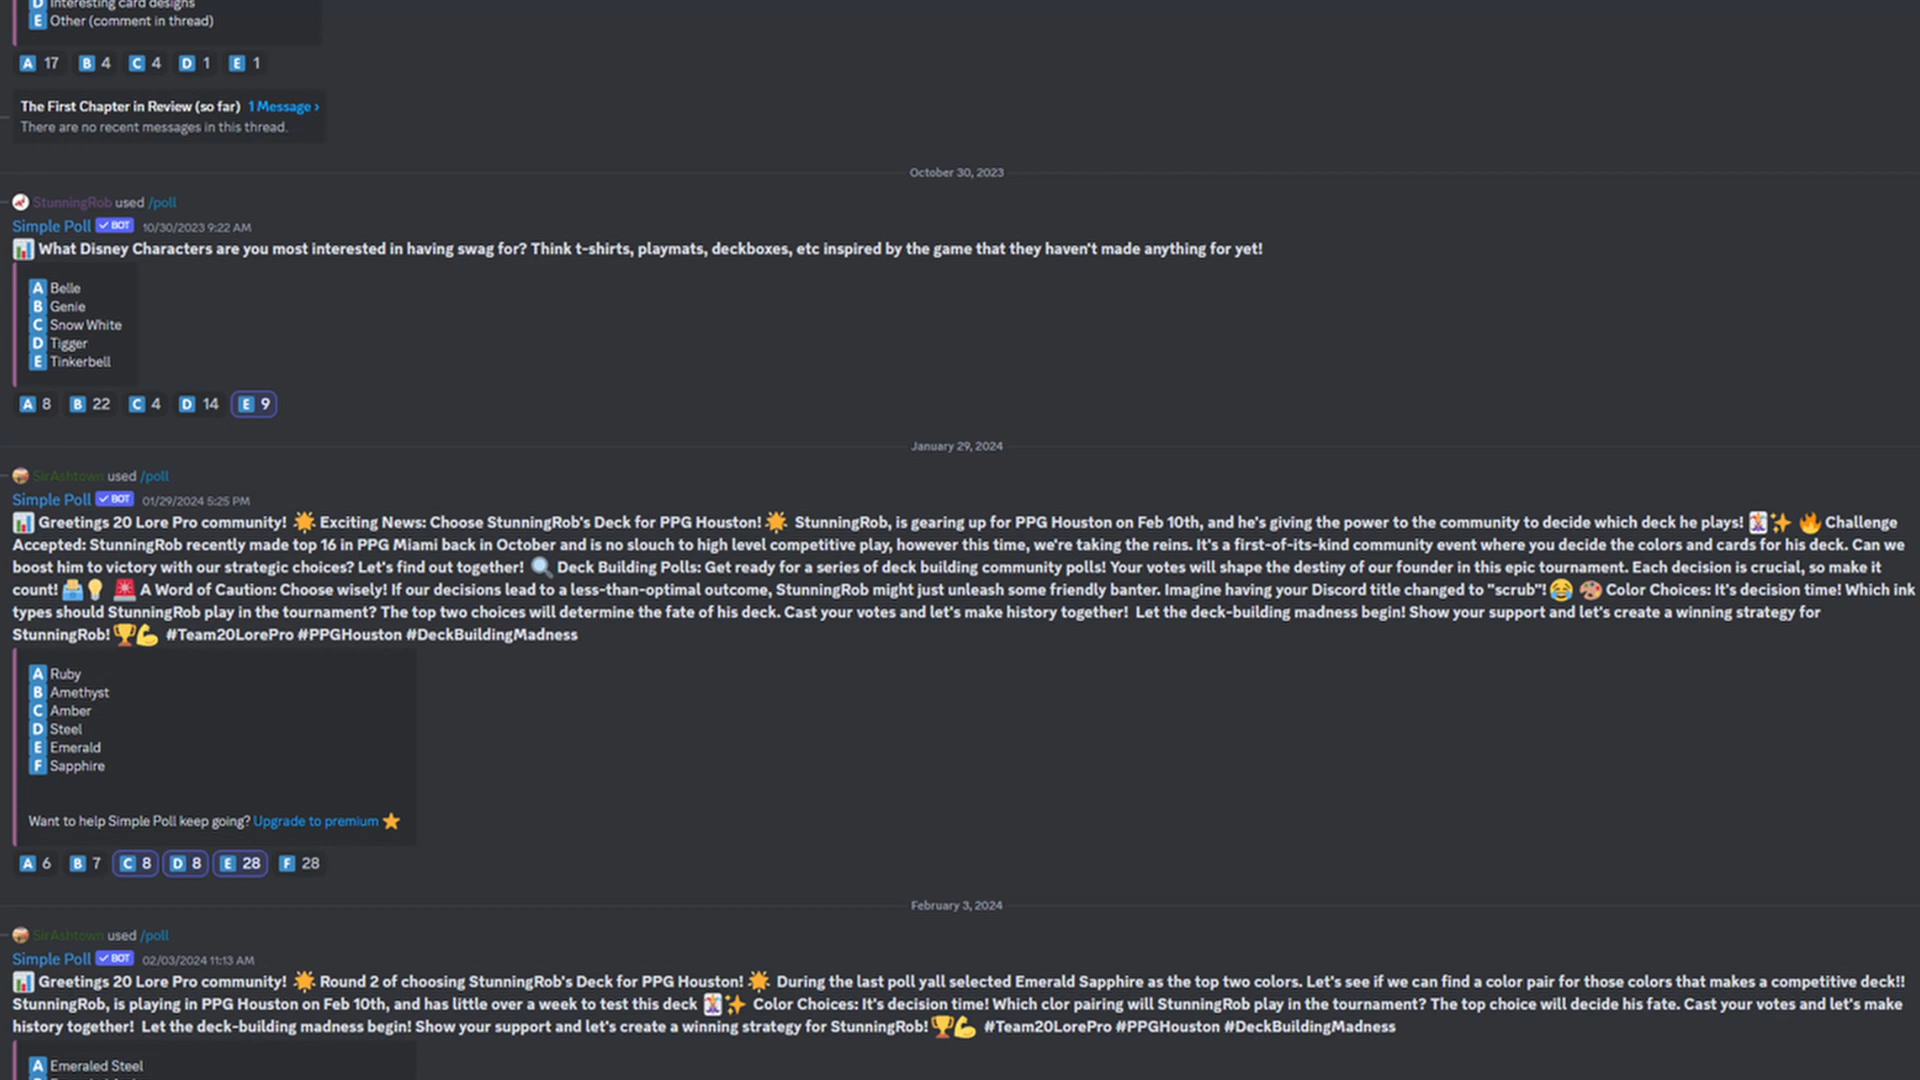 D Interesting card designs
E Other (comment in thread)
A 17 B 4 C 4 D 1 E 1
The First Chapter in Review (so far) 1 Message ›
There are no recent messages in this thread.
October 30, 2023
StunningRob used /poll
Simple Poll ✓ BOT 10/30/2023 9:22 AM
📊 What Disney Characters are you most interested in having swag for? Think t-shirts, playmats, deckboxes, etc inspired by the game that they haven't made anything for yet!
A Belle
B Genie
C Snow White
D Tigger
E Tinkerbell
A 8 B 22 C 4 D 14 E 9
January 29, 2024
SirAshtown used /poll
Simple Poll ✓ BOT 01/29/2024 5:25 PM
📊 Greetings 20 Lore Pro community! 🌟 Exciting News: Choose StunningRob's Deck for PPG Houston! 🌟 StunningRob, is gearing up for PPG Houston on Feb 10th, and he's giving the power to the community to decide which deck he plays! 🃏✨ 🔥 Challenge
Accepted: StunningRob recently made top 16 in PPG Miami back in October and is no slouch to high level competitive play, however this time, we're taking the reins. It's a first-of-its-kind community event where you decide the colors and cards for his deck. Can we
boost him to victory with our strategic choices? Let's find out together! 🔍 Deck Building Polls: Get ready for a series of deck building community polls! Your votes will shape the destiny of our founder in this epic tournament. Each decision is crucial, so make it
count! 🗳️💡 🚨 A Word of Caution: Choose wisely! If our decisions lead to a less-than-optimal outcome, StunningRob might just unleash some friendly banter. Imagine having your Discord title changed to "scrub"! 😂 🎨 Color Choices: It's decision time! Which ink
types should StunningRob play in the tournament? The top two choices will determine the fate of his deck. Cast your votes and let's make history together! Let the deck-building madness begin! Show your support and let's create a winning strategy for
StunningRob! 🏆💪 #Team20LorePro #PPGHouston #DeckBuildingMadness
A Ruby
B Amethyst
C Amber
D Steel
E Emerald
F Sapphire
Want to help Simple Poll keep going? Upgrade to premium ⭐
A 6 B 7 C 8 D 8 E 28 F 28
February 3, 2024
SirAshtown used /poll
Simple Poll ✓ BOT 02/03/2024 11:13 AM
📊 Greetings 20 Lore Pro community! 🌟 Round 2 of choosing StunningRob's Deck for PPG Houston! 🌟 During the last poll yall selected Emerald Sapphire as the top two colors. Let's see if we can find a color pair for those colors that makes a competitive deck!!
StunningRob, is playing in PPG Houston on Feb 10th, and has little over a week to test this deck 🃏✨ Color Choices: It's decision time! Which clor pairing will StunningRob play in the tournament? The top choice will decide his fate. Cast your votes and let's make
history together! Let the deck-building madness begin! Show your support and let's create a winning strategy for StunningRob! 🏆💪 #Team20LorePro #PPGHouston #DeckBuildingMadness
A Emeraled Steel